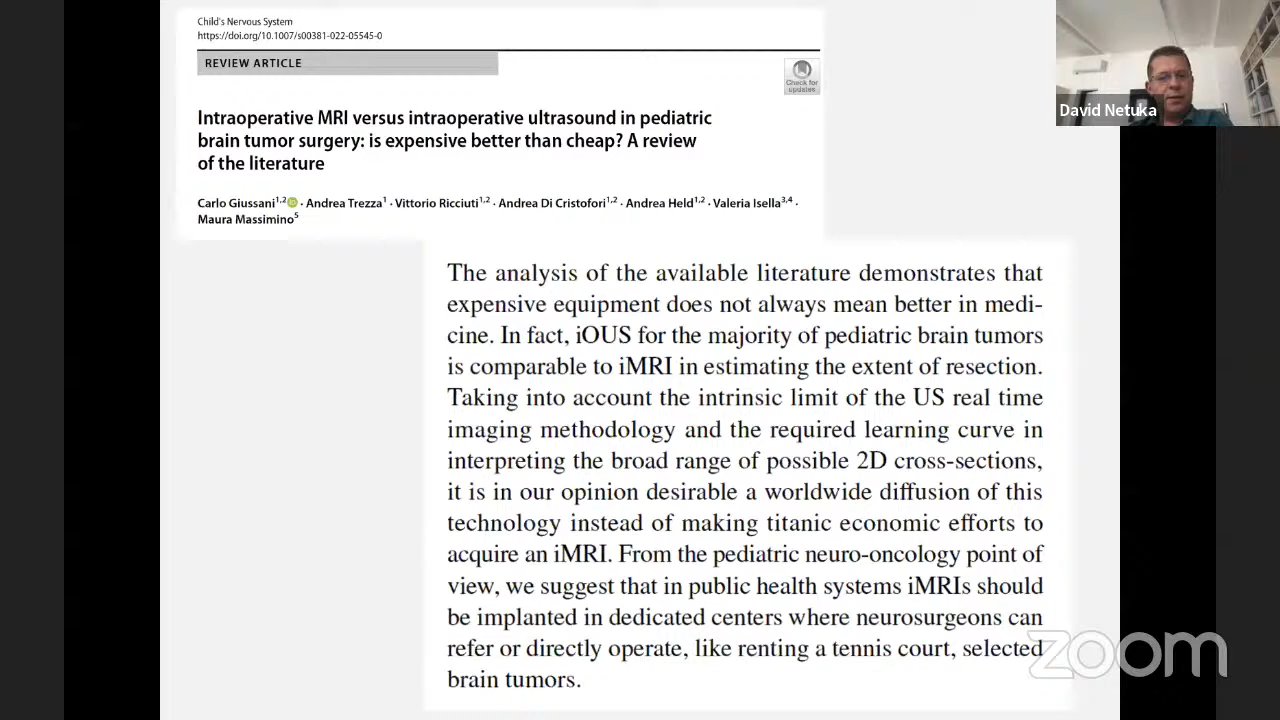 Child's Nervous System
https://doi.org/10.1007/s00381-022-05545-0
REVIEW ARTICLE
Check for
updates
Intraoperative MRI versus intraoperative ultrasound in pediatric
brain tumor surgery: is expensive better than cheap? A review
of the literature
Carlo Giussani1,2 · Andrea Trezza1 · Vittorio Ricciuti1,2 · Andrea Di Cristofori1,2 · Andrea Held1,2 · Valeria Isella3,4 ·
Maura Massimino5
David Netuka
The analysis of the available literature demonstrates that
expensive equipment does not always mean better in medi-
cine. In fact, iOUS for the majority of pediatric brain tumors
is comparable to iMRI in estimating the extent of resection.
Taking into account the intrinsic limit of the US real time
imaging methodology and the required learning curve in
interpreting the broad range of possible 2D cross-sections,
it is in our opinion desirable a worldwide diffusion of this
technology instead of making titanic economic efforts to
acquire an iMRI. From the pediatric neuro-oncology point of
view, we suggest that in public health systems iMRIs should
be implanted in dedicated centers where neurosurgeons can
refer or directly operate, like renting a tennis court, selected
brain tumors.
zoom